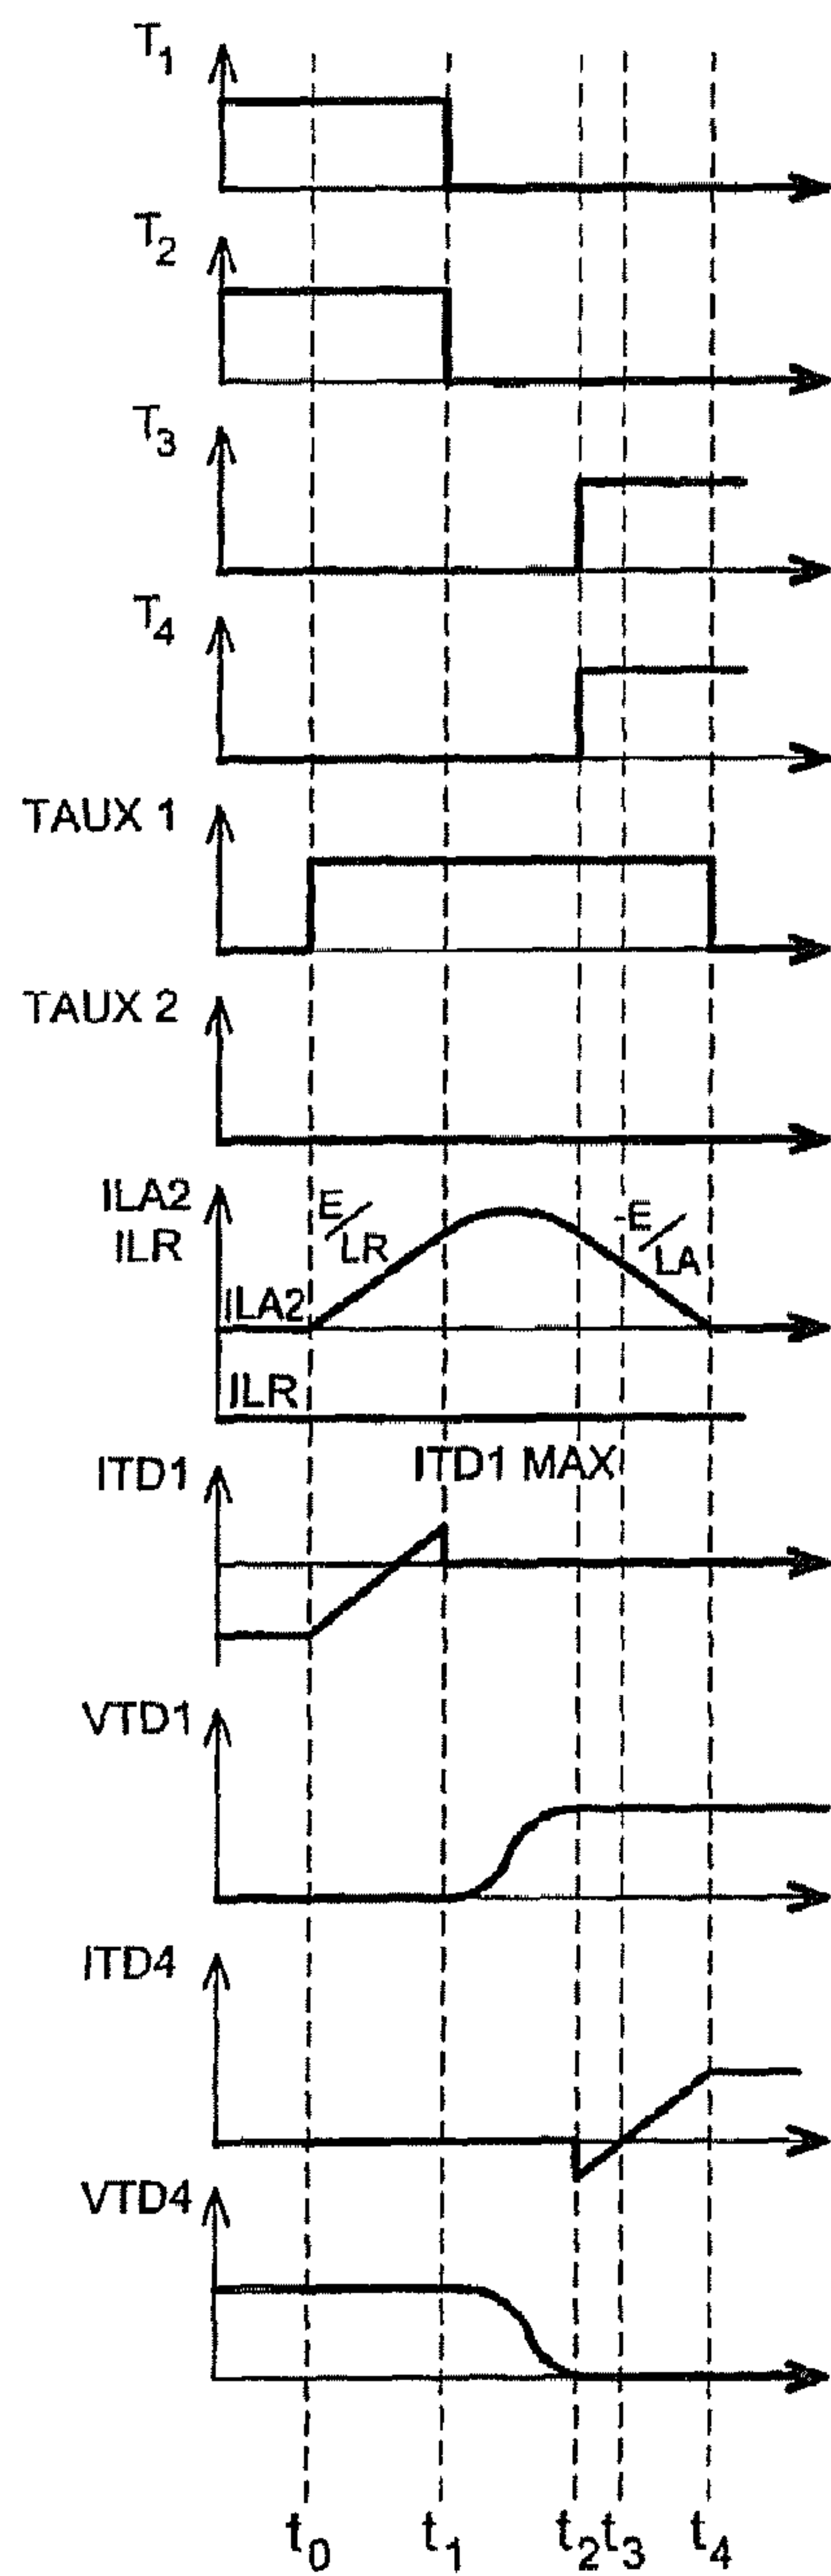 T1
T2
T3
T4
TAUX 1
TAUX 2
ILA2
ILR
E/LR
-E/LA
ILA2
ILR
ITD1
ITD1 MAX
VTD1
ITD4
VTD4
t0 t1 t2 t3 t4